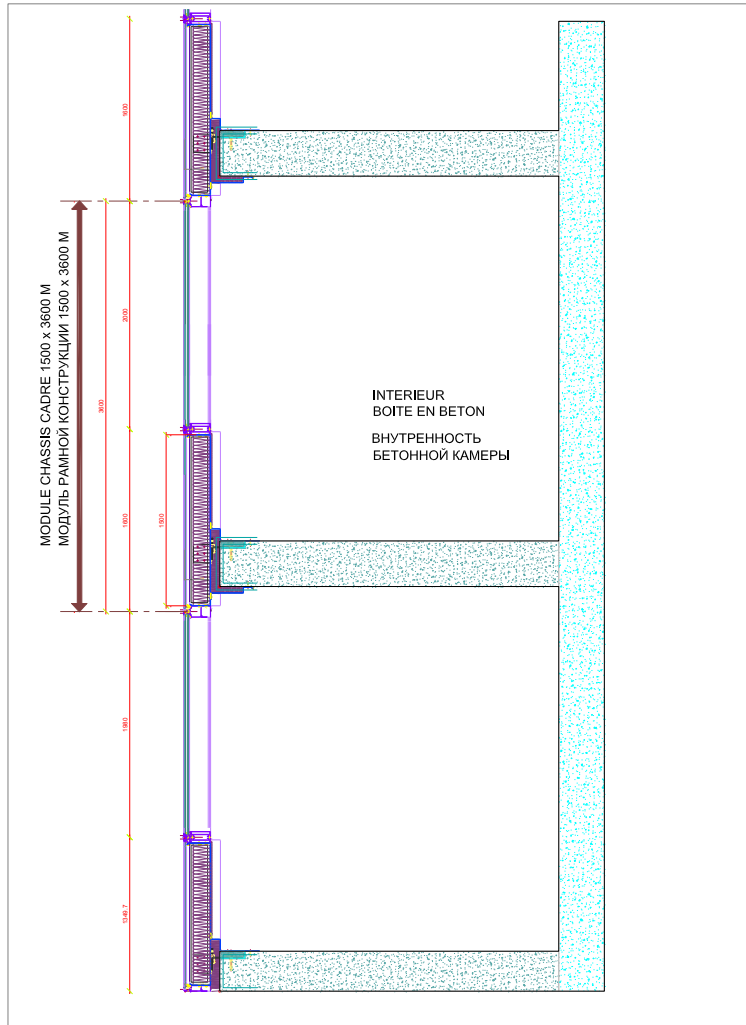 MODULE CHASSIS CADRE 1500 x 3600 M
МОДУЛЬ РАМНОЙ КОНСТРУКЦИИ 1500 x 3600 М
1600
2000
3600
1600
1500
1980
1349.7
INTERIEUR
BOITE EN BETON
ВНУТРЕННОСТЬ
БЕТОННОЙ КАМЕРЫ